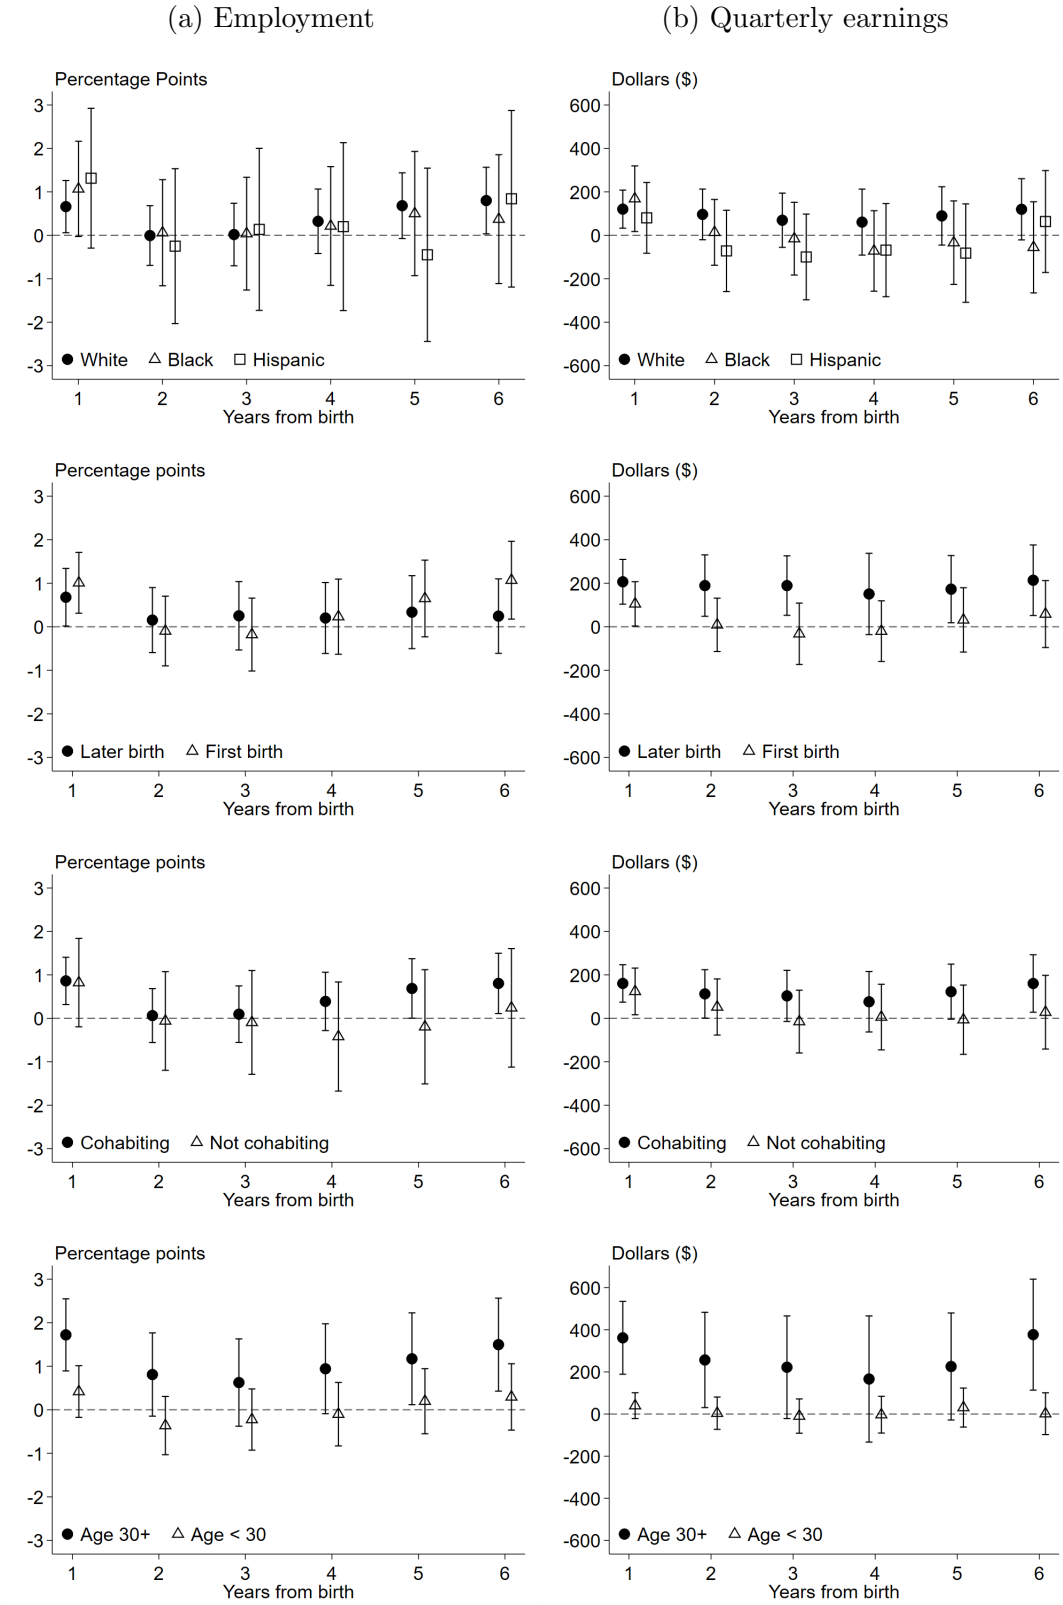 (a) Employment
(b) Quarterly earnings
Percentage Points
3
2
1
0
-1
-2
-3
White Black Hispanic
1 2 3 4 5 6
Years from birth
Dollars ($)
600
400
200
0
-200
-400
-600
White Black Hispanic
1 2 3 4 5 6
Years from birth
Percentage points
3
2
1
0
-1
-2
-3
Later birth First birth
1 2 3 4 5 6
Years from birth
Dollars ($)
600
400
200
0
-200
-400
-600
Later birth First birth
1 2 3 4 5 6
Years from birth
Percentage points
3
2
1
0
-1
-2
-3
Cohabiting Not cohabiting
1 2 3 4 5 6
Years from birth
Dollars ($)
600
400
200
0
-200
-400
-600
Cohabiting Not cohabiting
1 2 3 4 5 6
Years from birth
Percentage points
3
2
1
0
-1
-2
-3
Age 30+ Age < 30
1 2 3 4 5 6
Years from birth
Dollars ($)
600
400
200
0
-200
-400
-600
Age 30+ Age < 30
1 2 3 4 5 6
Years from birth